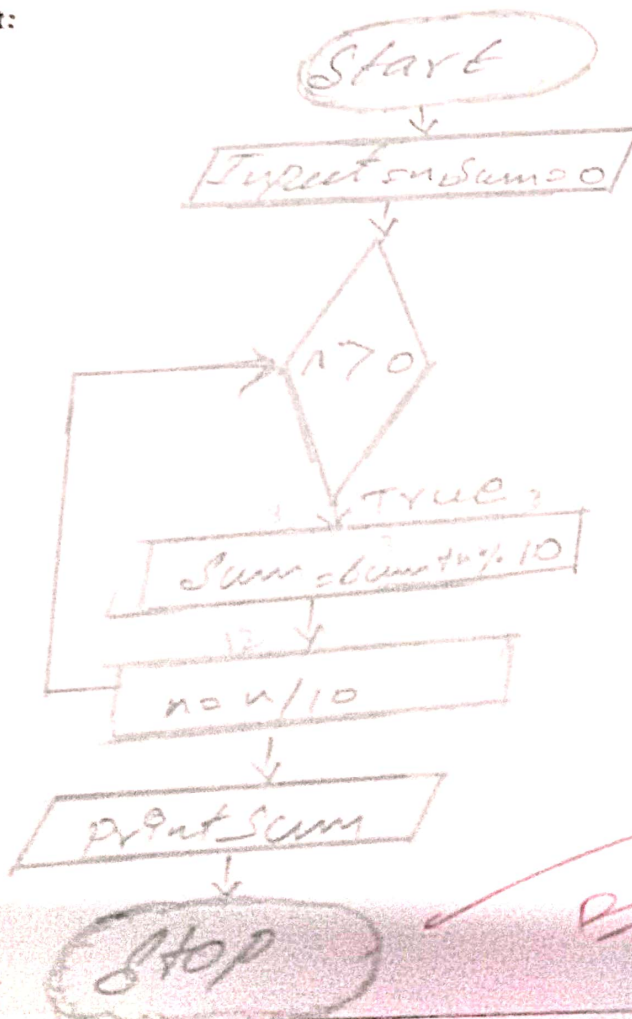 t:
Start
Input n, Sum = 0
n > 0
True
Sum = Sum + n % 10
n = n / 10
print Sum
Stop